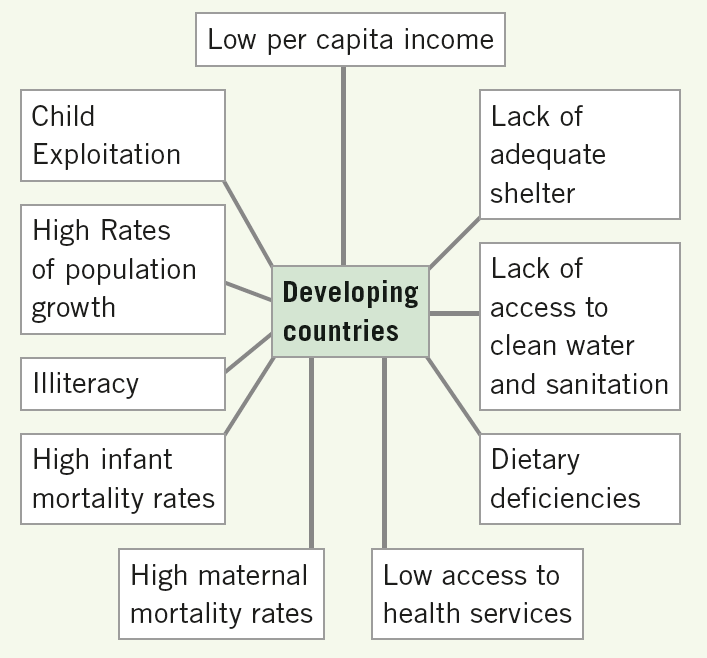 Low per capita income
Child
Exploitation
High Rates
of population
growth
Illiteracy
High infant
mortality rates
High maternal
mortality rates
Developing
countries
Lack of
adequate
shelter
Lack of
access to
clean water
and sanitation
Dietary
deficiencies
Low access to
health services